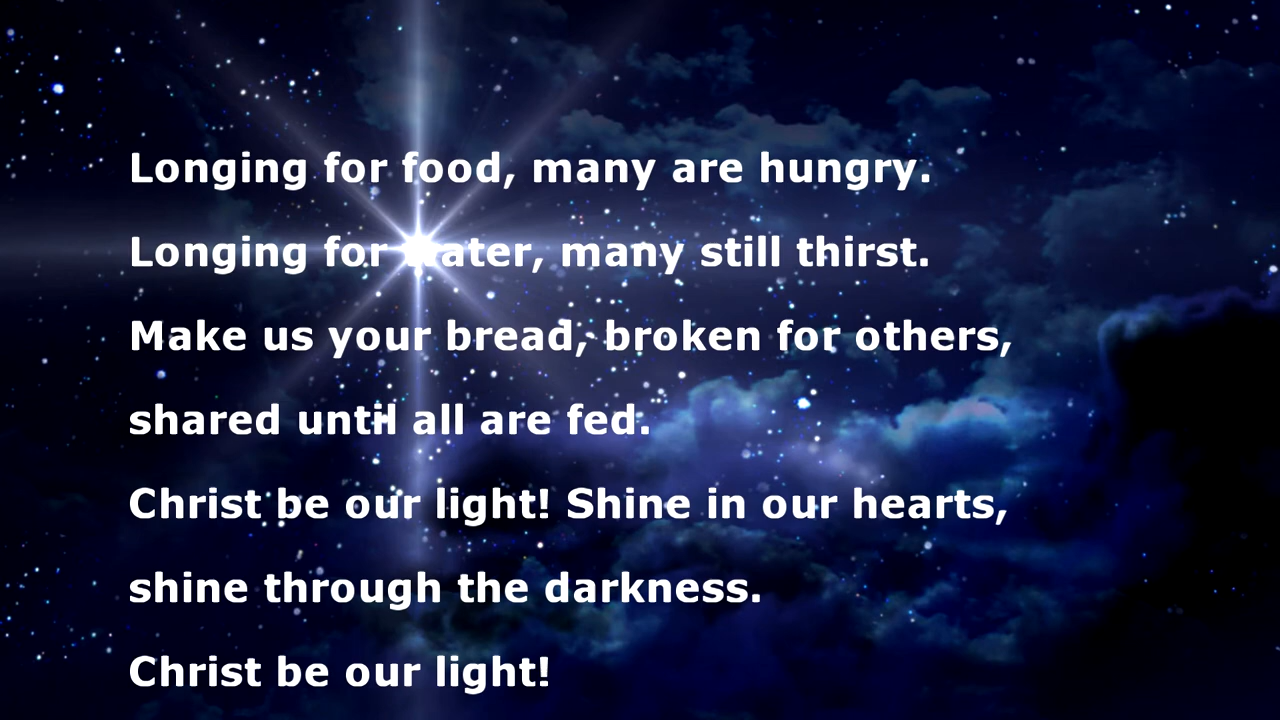 Longing for food, many are hungry.
Longing for water, many still thirst.
Make us your bread, broken for others,
shared until all are fed.
Christ be our light! Shine in our hearts,
shine through the darkness.
Christ be our light!